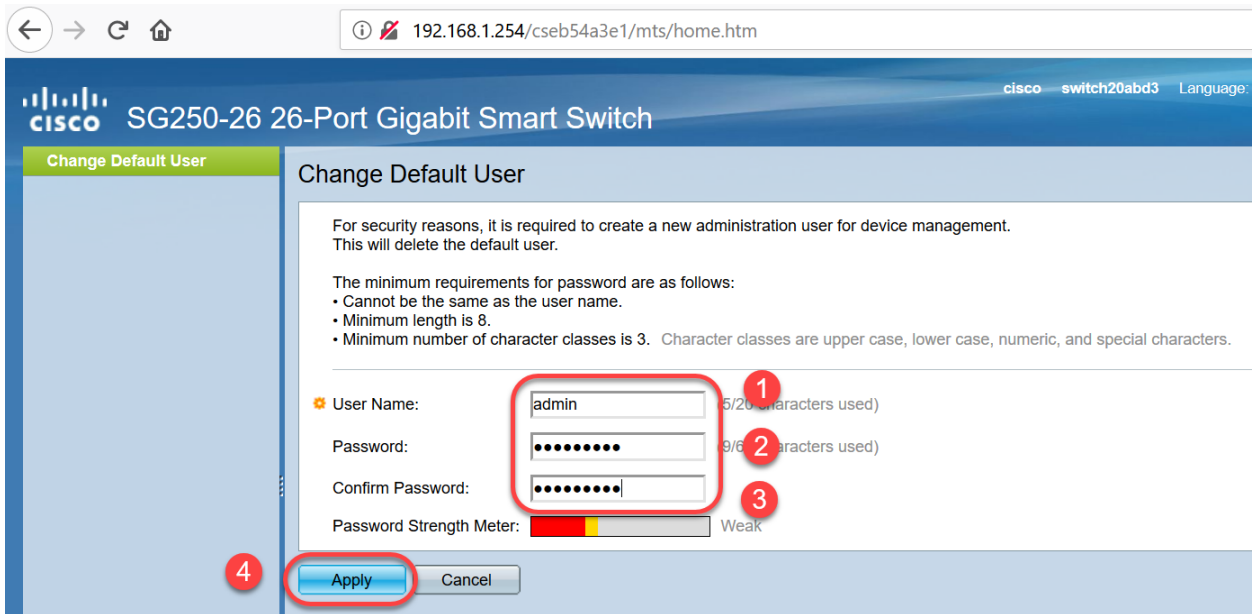 192.168.1.254/cseb54a3e1/mts/home.htm
cisco switch20abd3 Language:
CISCO SG250-26 26-Port Gigabit Smart Switch
Change Default User
Change Default User
For security reasons, it is required to create a new administration user for device management.
This will delete the default user.
The minimum requirements for password are as follows:
• Cannot be the same as the user name.
• Minimum length is 8.
• Minimum number of character classes is 3. Character classes are upper case, lower case, numeric, and special characters.
User Name: admin 1 (5/20 characters used)
Password: ••••••••• 2 characters used)
Confirm Password: ••••••••• 3
Password Strength Meter: Weak
4 Apply Cancel